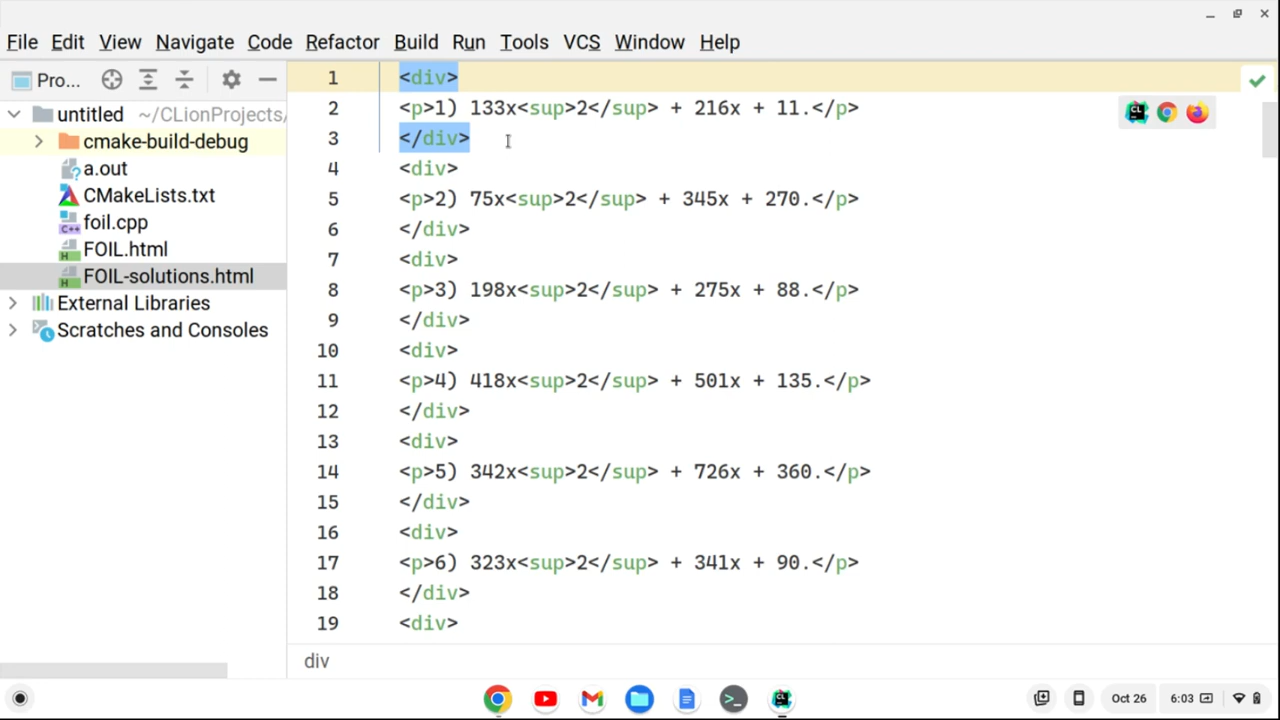 File Edit View Navigate Code Refactor Build Run Tools VCS Window Help
Pro...
untitled ~/CLionProjects/
cmake-build-debug
a.out
CMakeLists.txt
foil.cpp
FOIL.html
FOIL-solutions.html
External Libraries
Scratches and Consoles
1 <div>
2 <p>1) 133x<sup>2</sup> + 216x + 11.</p>
3 </div>
4 <div>
5 <p>2) 75x<sup>2</sup> + 345x + 270.</p>
6 </div>
7 <div>
8 <p>3) 198x<sup>2</sup> + 275x + 88.</p>
9 </div>
10 <div>
11 <p>4) 418x<sup>2</sup> + 501x + 135.</p>
12 </div>
13 <div>
14 <p>5) 342x<sup>2</sup> + 726x + 360.</p>
15 </div>
16 <div>
17 <p>6) 323x<sup>2</sup> + 341x + 90.</p>
18 </div>
19 <div>
div
Oct 26 6:03